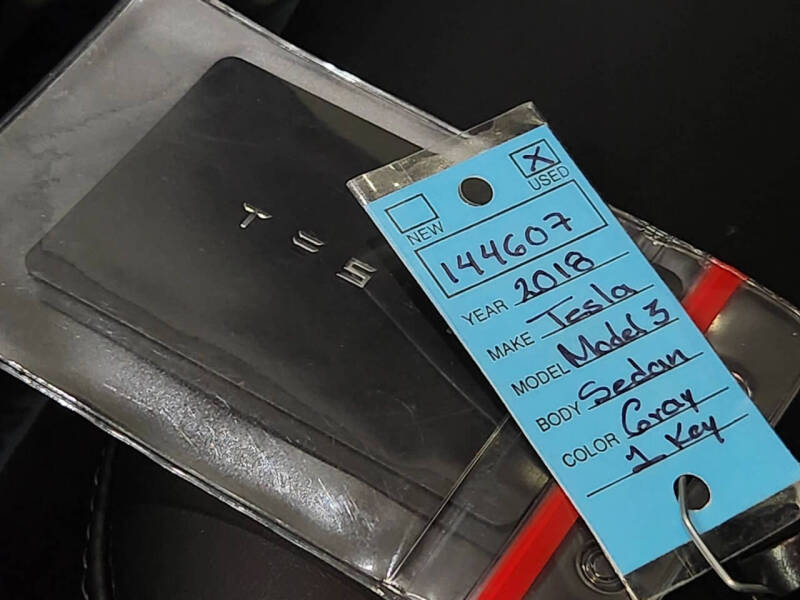 T E S
X
NEW USED
144607
YEAR 2018
MAKE Tesla
MODEL Model 3
BODY Sedan
COLOR Gray
1 Key